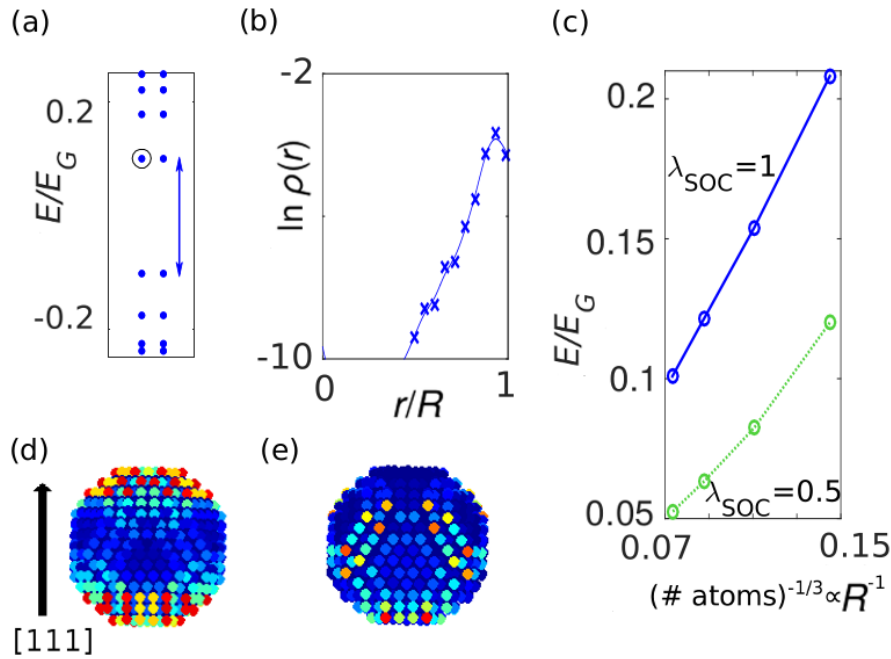 (a)
E/E_G
0.2
-0.2
(b)
ln ρ(r)
-2
-10
0
1
r/R
(c)
E/E_G
0.2
0.15
0.1
0.05
λ_SOC=1
λ_SOC=0.5
0.07
0.15
(# atoms)^-1/3∝R^-1
(d)
[111]
(e)